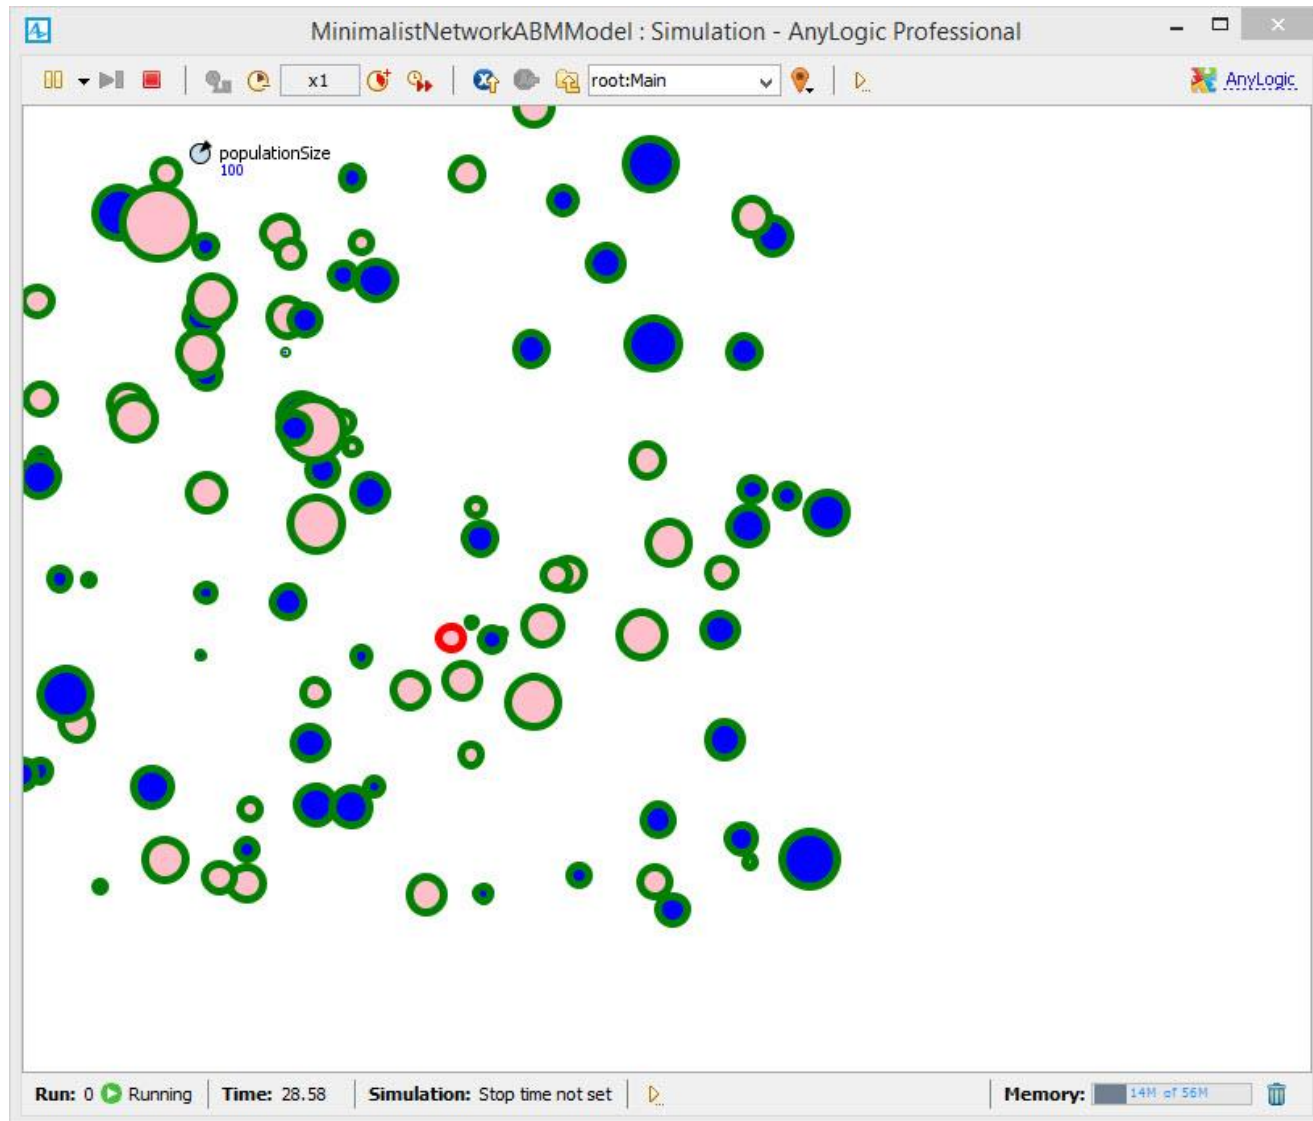 MinimalistNetworkABMModel : Simulation - AnyLogic Professional
x1
root:Main
AnyLogic
populationSize
100
Run: 0 Running
Time: 28.58
Simulation: Stop time not set
Memory: 14M of 56M